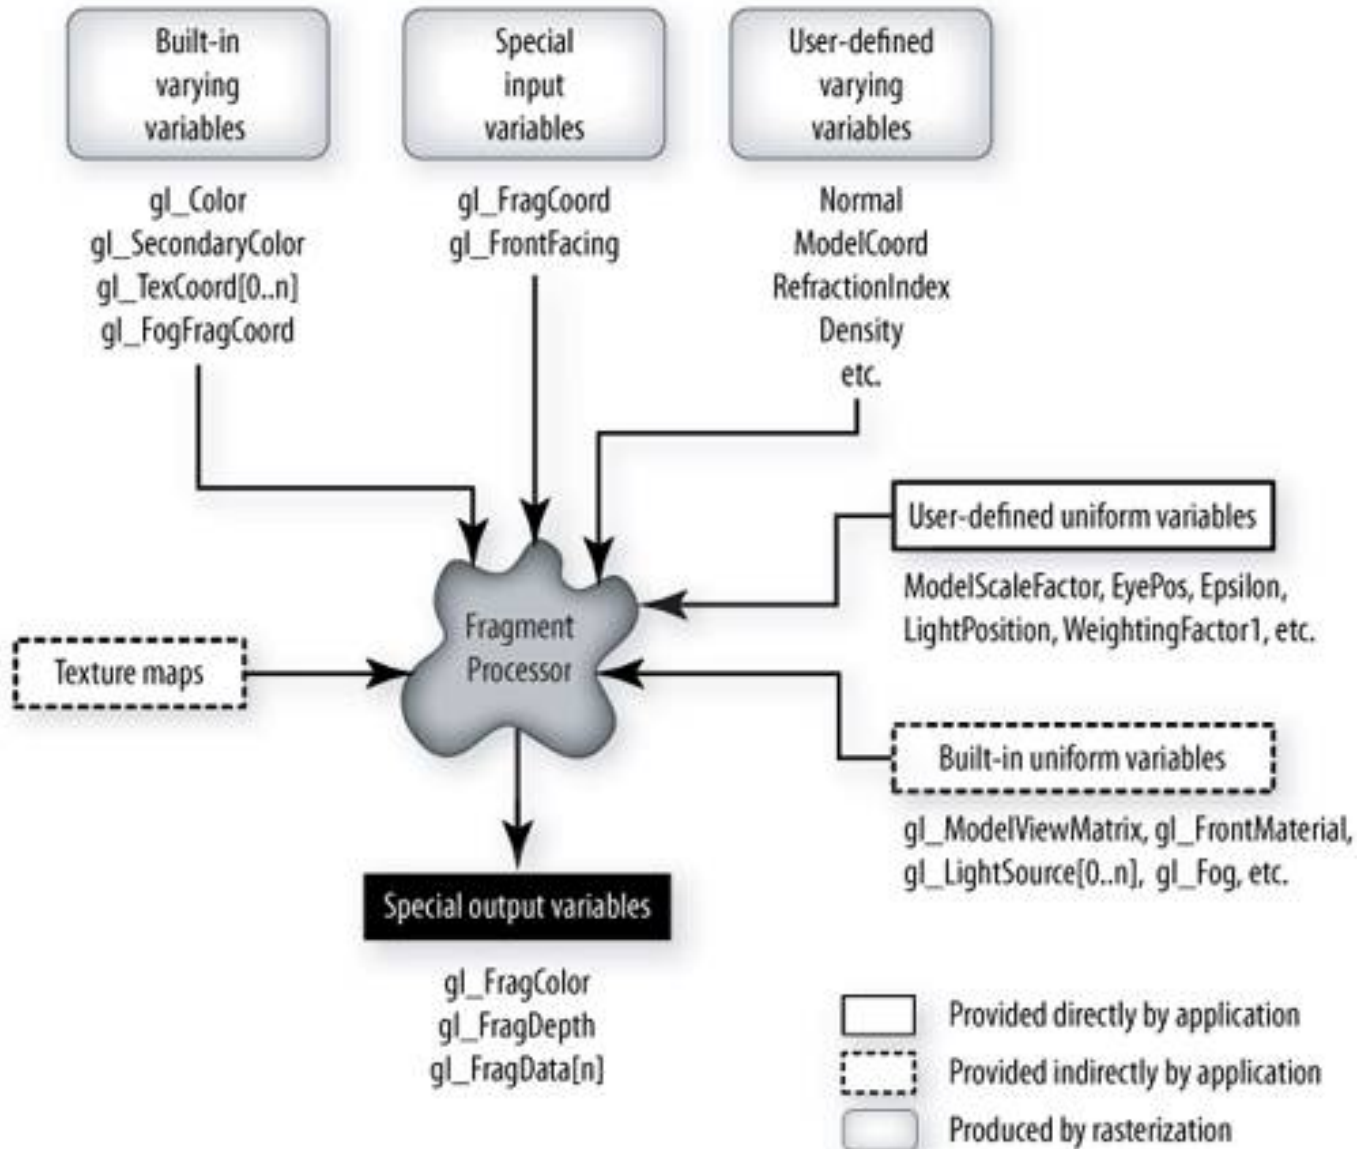 Built-in
varying
variables
Special
input
variables
User-defined
varying
variables
gl_Color
gl_SecondaryColor
gl_TexCoord[0..n]
gl_FogFragCoord
gl_FragCoord
gl_FrontFacing
Normal
ModelCoord
RefractionIndex
Density
etc.
User-defined uniform variables
ModelScaleFactor, EyePos, Epsilon,
LightPosition, WeightingFactor1, etc.
Fragment
Processor
Texture maps
Built-in uniform variables
gl_ModelViewMatrix, gl_FrontMaterial,
gl_LightSource[0..n], gl_Fog, etc.
Special output variables
gl_FragColor
gl_FragDepth
gl_FragData[n]
Provided directly by application
Provided indirectly by application
Produced by rasterization